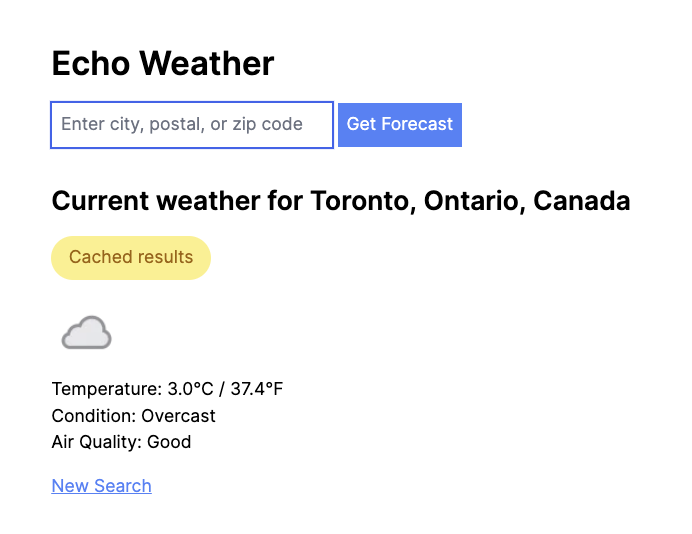 Echo Weather
Enter city, postal, or zip code
Get Forecast
Current weather for Toronto, Ontario, Canada
Cached results
Temperature: 3.0°C / 37.4°F
Condition: Overcast
Air Quality: Good
New Search